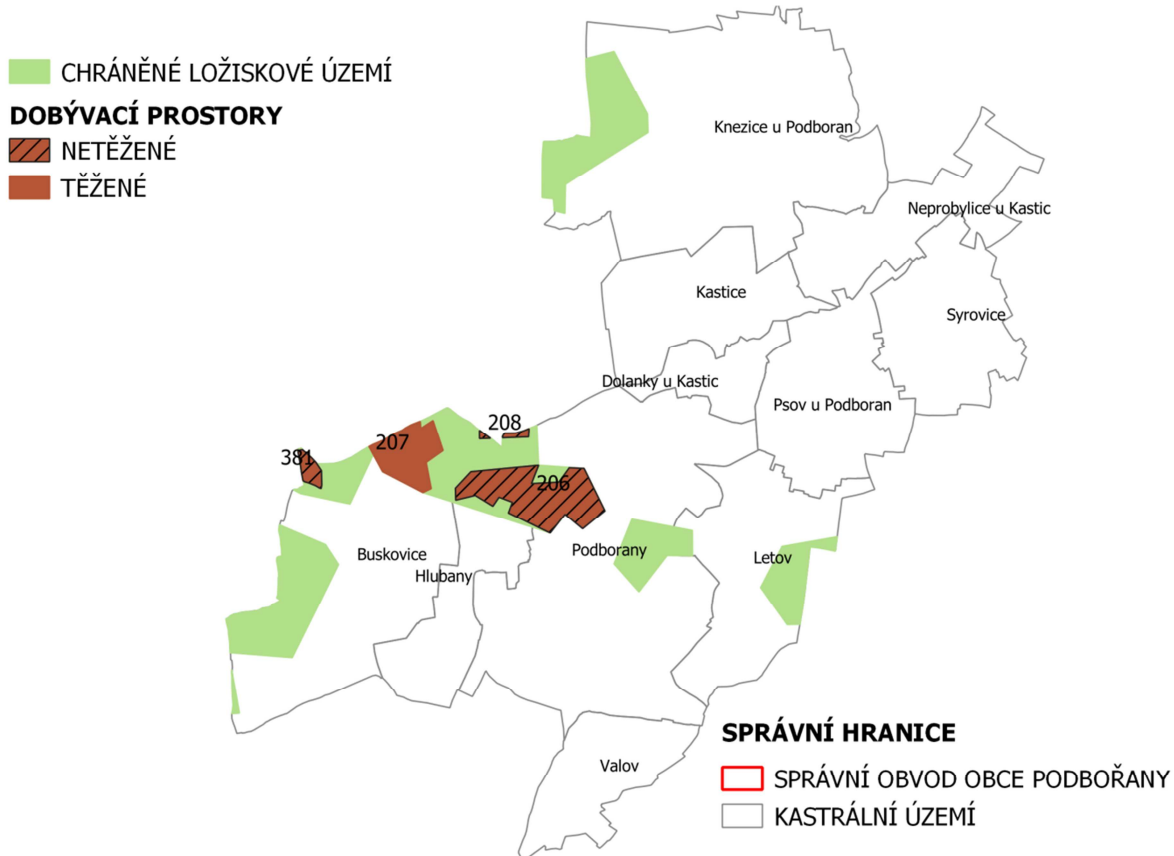 CHRÁNĚNÉ LOŽISKOVÉ ÚZEMÍ
DOBÝVACÍ PROSTORY
NETĚŽENÉ
TĚŽENÉ
Knezice u Podboran
Neprobylice u Kastic
Kastice
Syrovice
Dolanky u Kastic
Psov u Podboran
208
207
381
206
Buskovice
Podborany
Letov
Hlubany
Valov
SPRÁVNÍ HRANICE
SPRÁVNÍ OBVOD OBCE PODBOŘANY
KASTRÁLNÍ ÚZEMÍ